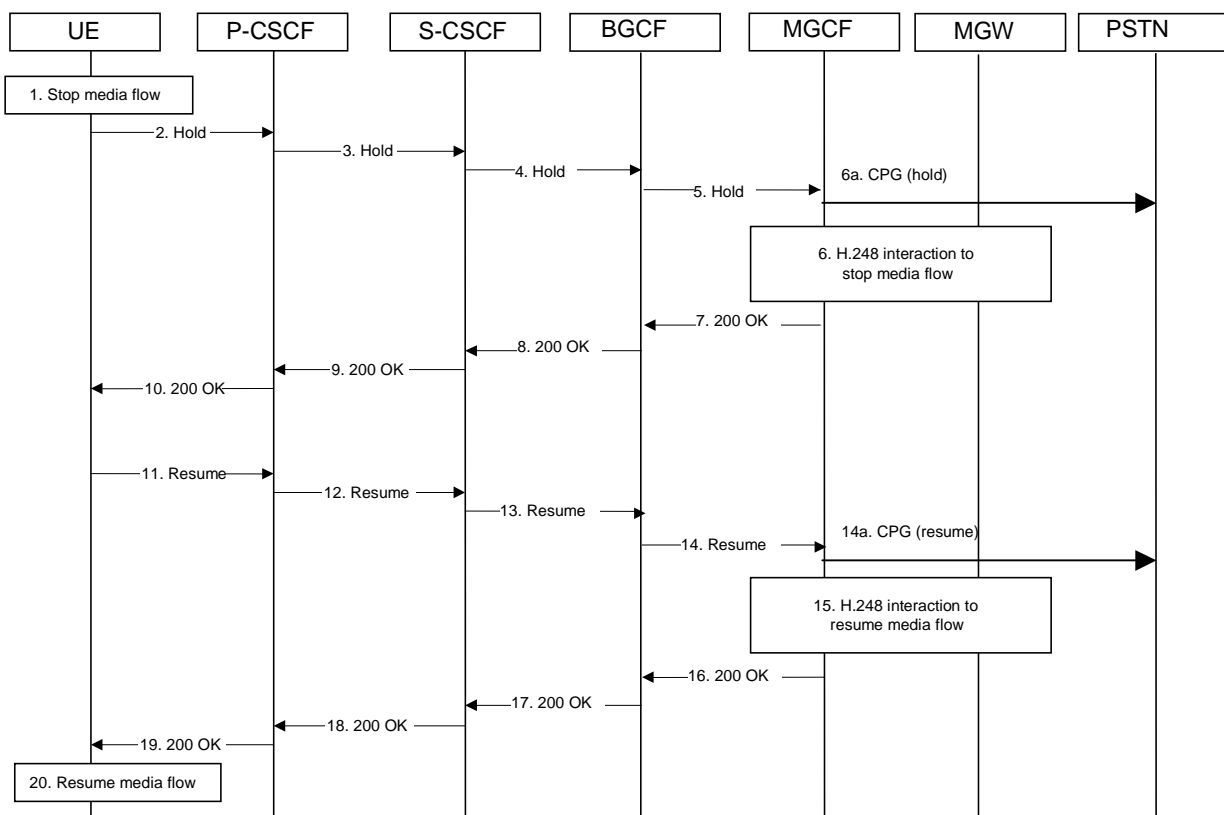 UE
P-CSCF
S-CSCF
BGCF
MGCF
MGW
PSTN
1. Stop media flow
2. Hold
3. Hold
4. Hold
5. Hold
6a. CPG (hold)
6. H.248 interaction to
stop media flow
7. 200 OK
8. 200 OK
9. 200 OK
10. 200 OK
11. Resume
12. Resume
13. Resume
14. Resume
14a. CPG (resume)
15. H.248 interaction to
resume media flow
16. 200 OK
17. 200 OK
18. 200 OK
19. 200 OK
20. Resume media flow